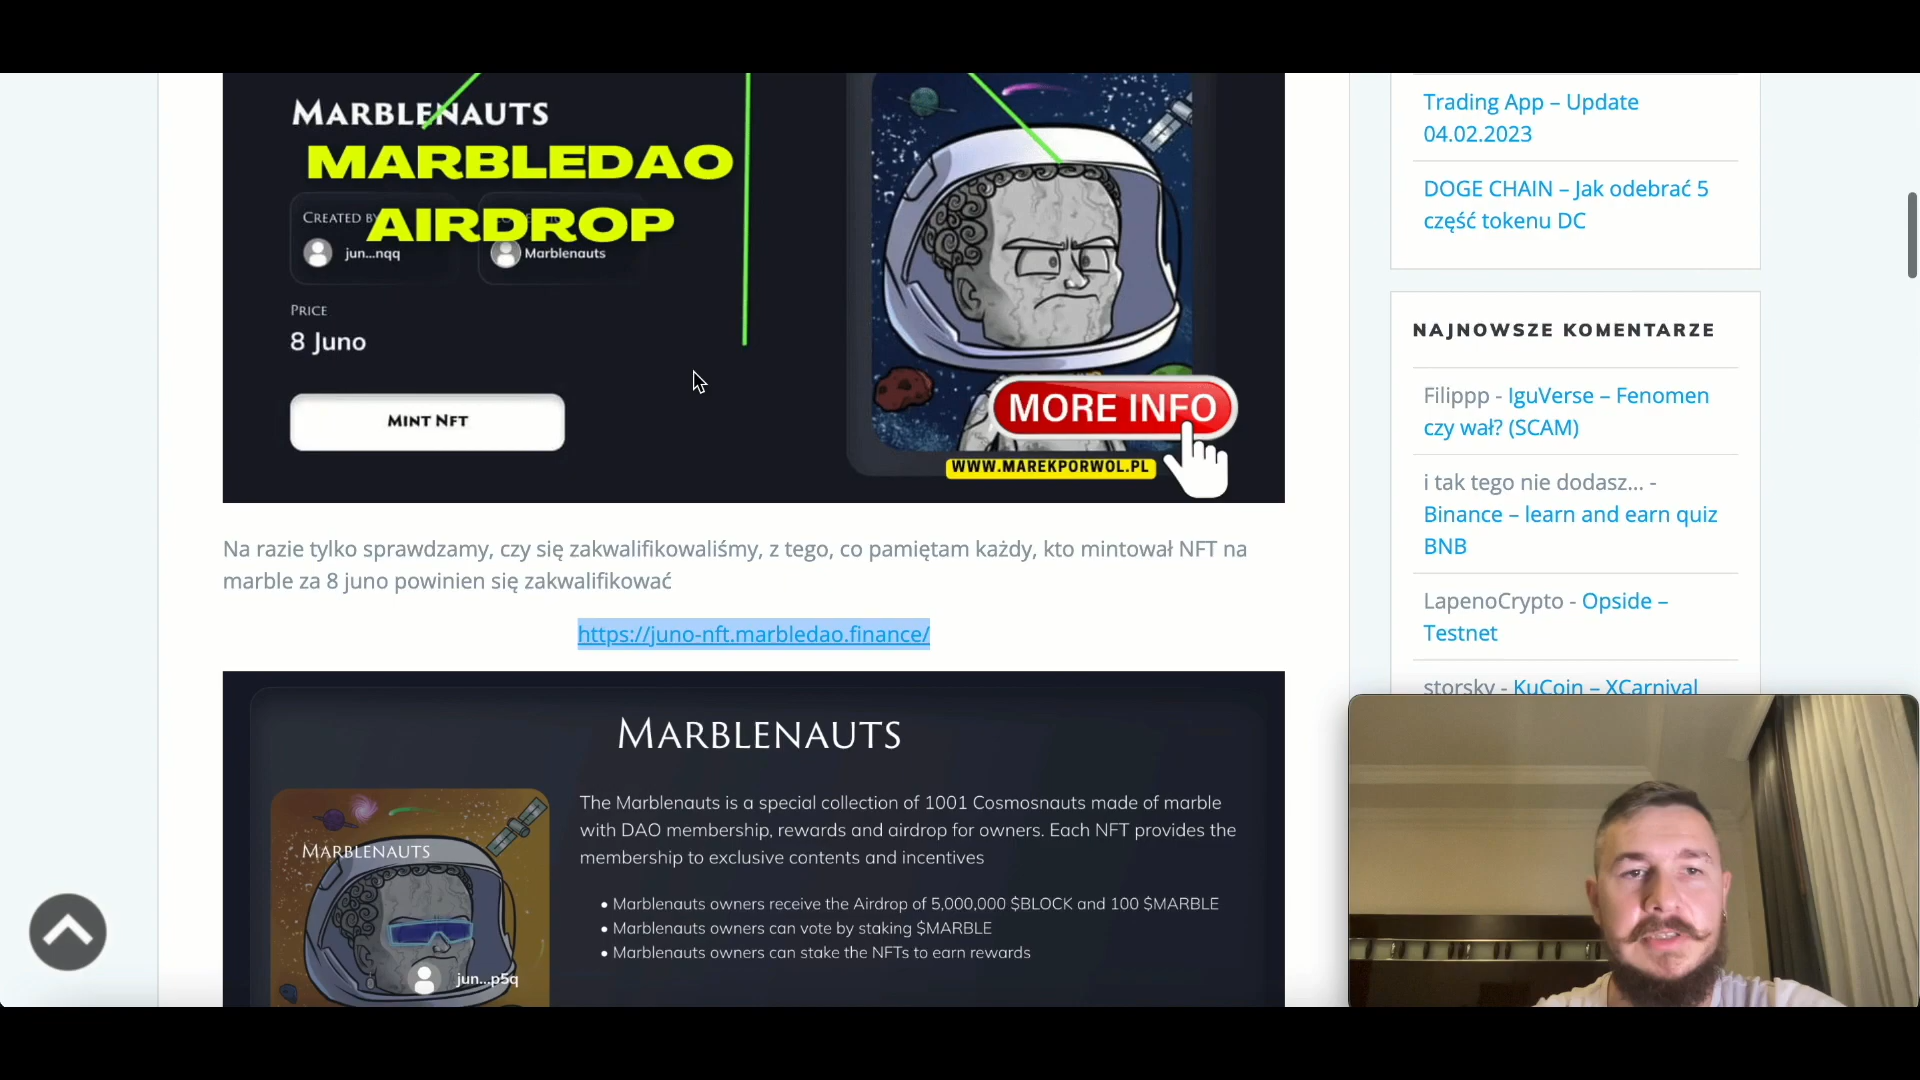 MARBLENAUTS
MARBLEDAO
AIRDROP
CREATED BY
jun...nqq
Marblenauts
PRICE
8 Juno
MINT NFT
MORE INFO
WWW.MAREKPORWOL.PL
Na razie tylko sprawdzamy, czy się zakwalifikowaliśmy, z tego, co pamiętam każdy, kto mintował NFT na
marble za 8 juno powinien się zakwalifikować
https://juno-nft.marbledao.finance/
MARBLENAUTS
MARBLENAUTS
jun...p5q
The Marblenauts is a special collection of 1001 Cosmosnauts made of marble
with DAO membership, rewards and airdrop for owners. Each NFT provides the
membership to exclusive contents and incentives
• Marblenauts owners receive the Airdrop of 5,000,000 $BLOCK and 100 $MARBLE
• Marblenauts owners can vote by staking $MARBLE
• Marblenauts owners can stake the NFTs to earn rewards
Trading App – Update
04.02.2023
DOGE CHAIN – Jak odebrać 5
część tokenu DC
NAJNOWSZE KOMENTARZE
Filippp - IguVerse – Fenomen
czy wał? (SCAM)
i tak tego nie dodasz... -
Binance – learn and earn quiz
BNB
LapenoCrypto - Opside –
Testnet
storsky - KuCoin – XCarnival